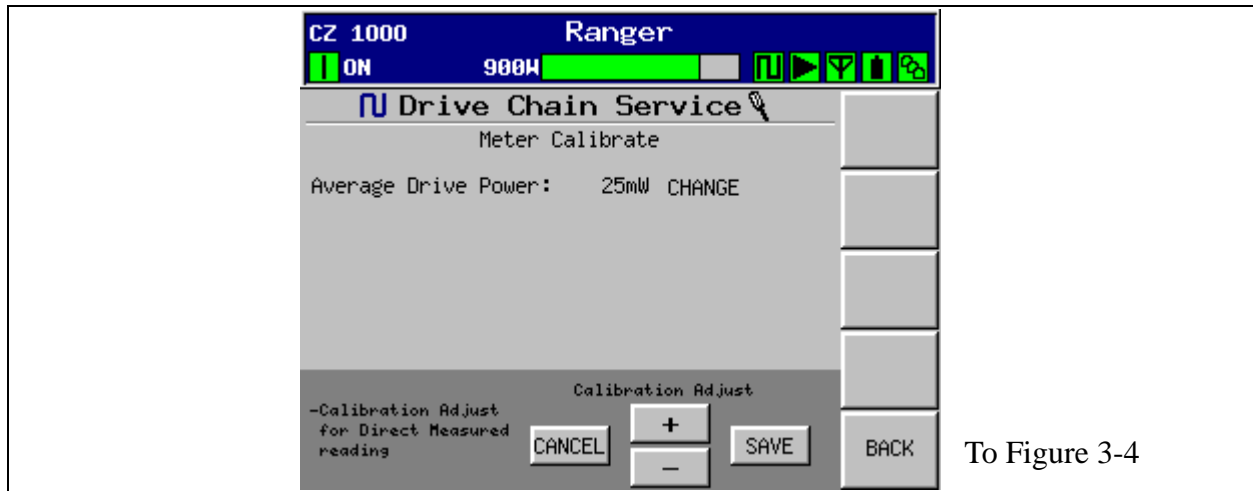 CZ 1000 Ranger
ON 900W
Drive Chain Service
Meter Calibrate
Average Drive Power: 25mW CHANGE
Calibration Adjust
-Calibration Adjust
for Direct Measured
reading
CANCEL + SAVE
-
BACK
To Figure 3-4